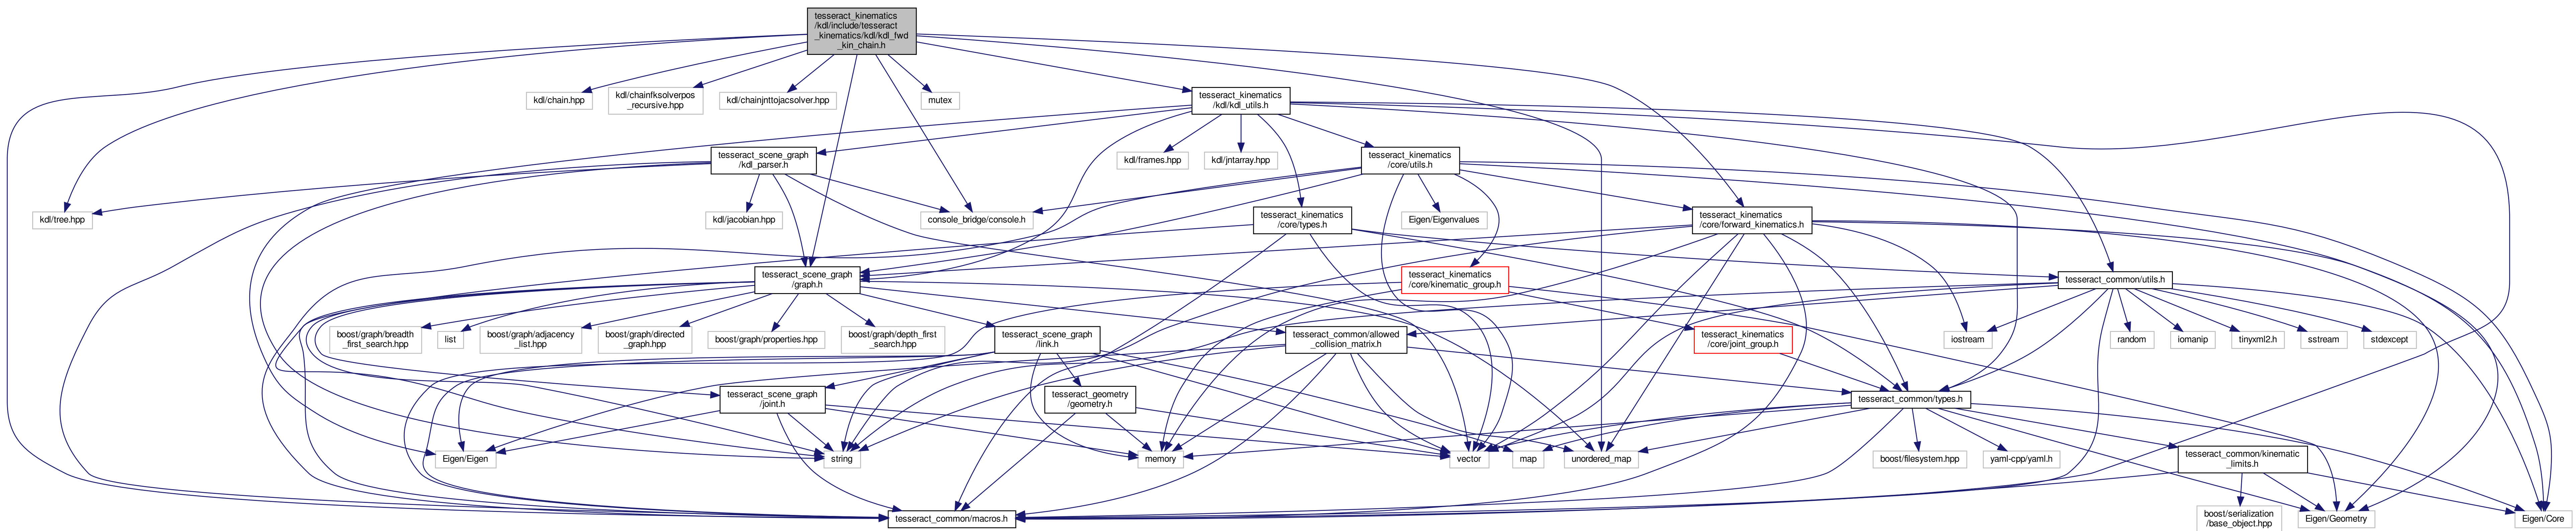 tesseract_kinematics
/kdl/include/tesseract
_kinematics/kdl/kdl_fwd
_kin_chain.h
kdl/chain.hpp
kdl/chainfksolverpos
_recursive.hpp
kdl/chainjnttojacsolver.hpp
mutex
tesseract_kinematics
/kdl/kdl_utils.h
tesseract_scene_graph
/kdl_parser.h
kdl/frames.hpp
kdl/jntarray.hpp
tesseract_kinematics
/core/utils.h
kdl/tree.hpp
kdl/jacobian.hpp
console_bridge/console.h
tesseract_kinematics
/core/types.h
Eigen/Eigenvalues
tesseract_kinematics
/core/forward_kinematics.h
tesseract_scene_graph
/graph.h
tesseract_kinematics
/core/kinematic_group.h
tesseract_common/utils.h
boost/graph/breadth
_first_search.hpp
list
boost/graph/adjacency
_list.hpp
boost/graph/directed
_graph.hpp
boost/graph/properties.hpp
boost/graph/depth_first
_search.hpp
tesseract_scene_graph
/link.h
tesseract_common/allowed
_collision_matrix.h
tesseract_kinematics
/core/joint_group.h
iostream
random
iomanip
tinyxml2.h
sstream
stdexcept
tesseract_scene_graph
/joint.h
tesseract_geometry
/geometry.h
tesseract_common/types.h
Eigen/Eigen
string
memory
vector
map
unordered_map
boost/filesystem.hpp
yaml-cpp/yaml.h
tesseract_common/kinematic
_limits.h
tesseract_common/macros.h
boost/serialization
/base_object.hpp
Eigen/Geometry
Eigen/Core